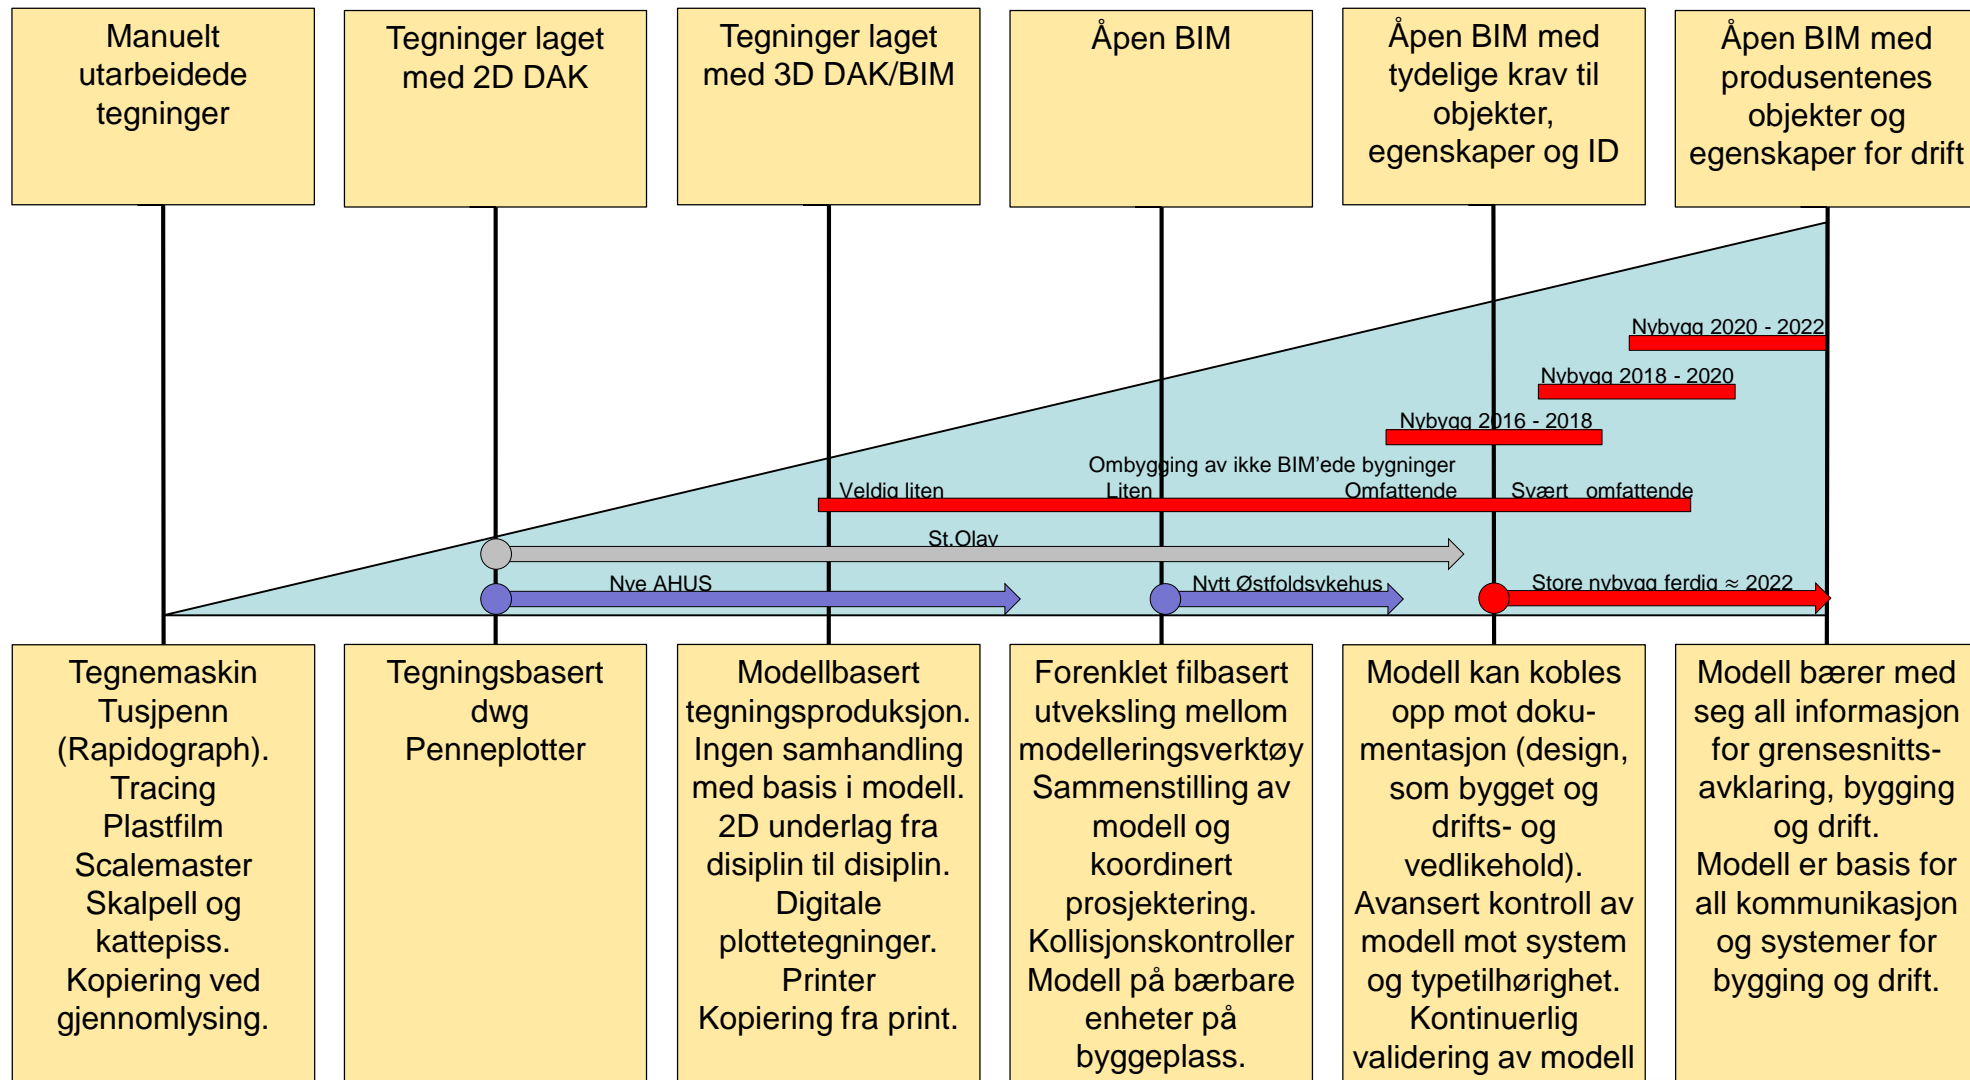 Manuelt
utarbeidede
tegninger
Tegninger laget
med 2D DAK
Tegninger laget
med 3D DAK/BIM
Åpen BIM
Åpen BIM med
tydelige krav til
objekter,
egenskaper og ID
Åpen BIM med
produsentenes
objekter og
egenskaper for drift
Nybygg 2020 - 2022
Nybygg 2018 - 2020
Nybygg 2016 - 2018
Ombygging av ikke BIM'ede bygninger
Veldig liten Liten Omfattende Svært omfattende
St.Olav
Nye AHUS
Nytt Østfoldsykehus
Store nybygg ferdig ≈ 2022
Tegnemaskin
Tusjpenn
(Rapidograph).
Tracing
Plastfilm
Scalemaster
Skalpell og
kattepiss.
Kopiering ved
gjennomlysing.
Tegningsbasert
dwg
Penneplotter
Modellbasert
tegningsproduksjon.
Ingen samhandling
med basis i modell.
2D underlag fra
disiplin til disiplin.
Digitale
plottetegninger.
Printer
Kopiering fra print.
Forenklet filbasert
utveksling mellom
modelleringsverktøy
Sammenstilling av
modell og
koordinert
prosjektering.
Kollisjonskontroller
Modell på bærbare
enheter på
byggeplass.
Modell kan kobles
opp mot doku-
mentasjon (design,
som bygget og
drifts- og
vedlikehold).
Avansert kontroll av
modell mot system
og typetilhørighet.
Kontinuerlig
validering av modell
Modell bærer med
seg all informasjon
for grensesnitts-
avklaring, bygging
og drift.
Modell er basis for
all kommunikasjon
og systemer for
bygging og drift.